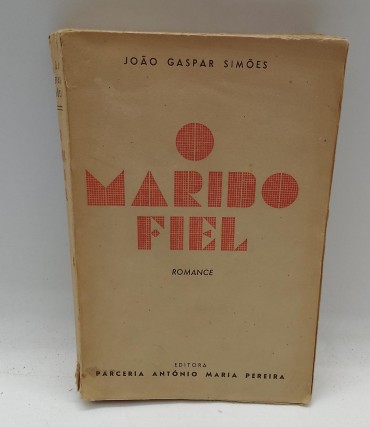 JOÃO GASPAR SIMÕES
O
MARIDO
FIEL
ROMANCE
EDITORA
PARCERIA ANTÓNIO MARIA PEREIRA